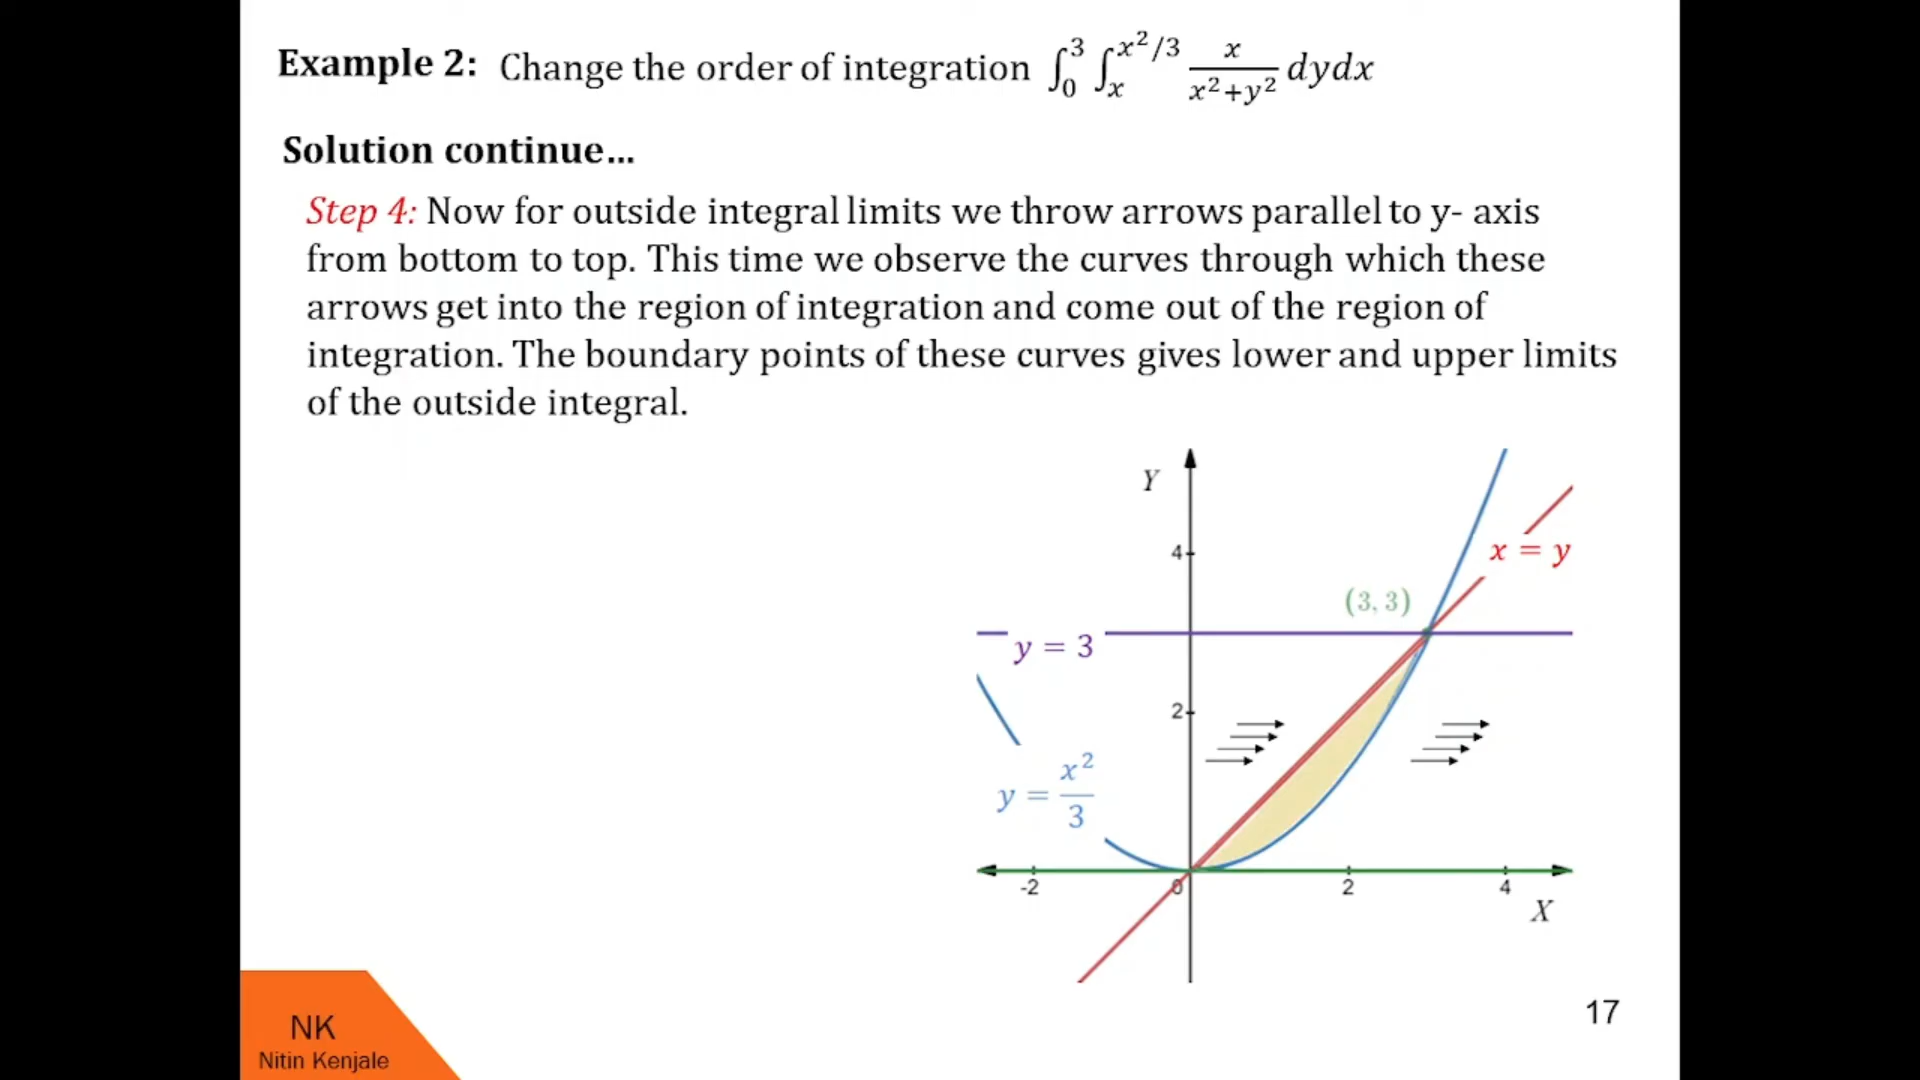 Example 2: Change the order of integration ∫₀³ ∫ₓ^(x²/3) x/(x²+y²) dydx
Solution continue…
Step 4: Now for outside integral limits we throw arrows parallel to y- axis
from bottom to top. This time we observe the curves through which these
arrows get into the region of integration and come out of the region of
integration. The boundary points of these curves gives lower and upper limits
of the outside integral.
Y
4
x = y
(3, 3)
y = 3
2
y = x²/3
-2 0 2 4
X
NK
Nitin Kenjale
17